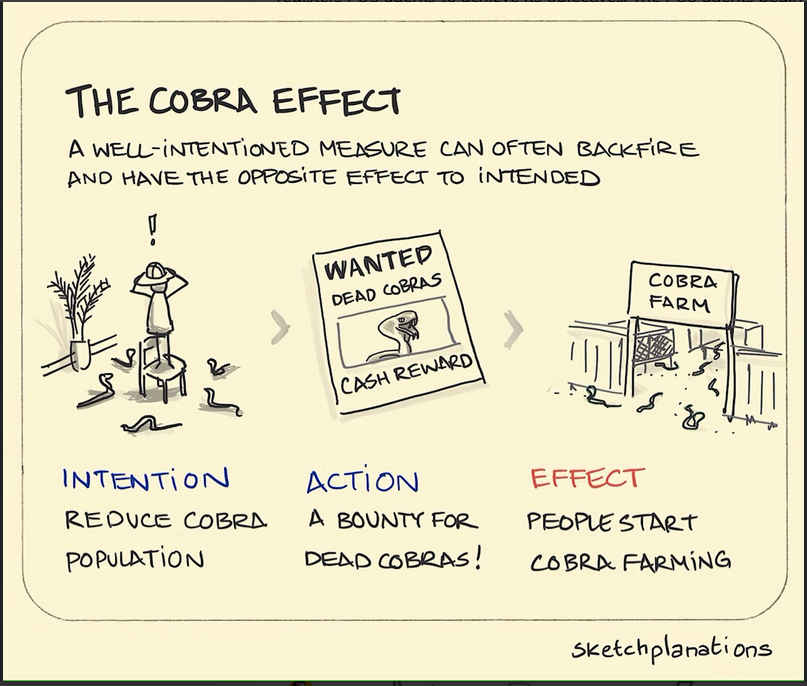 THE COBRA EFFECT
A WELL-INTENTIONED MEASURE CAN OFTEN BACKFIRE
AND HAVE THE OPPOSITE EFFECT TO INTENDED
!
WANTED
DEAD COBRAS
CASH REWARD
COBRA
FARM
INTENTION
REDUCE COBRA
POPULATION
ACTION
A BOUNTY FOR
DEAD COBRAS!
EFFECT
PEOPLE START
COBRA FARMING
sketchplanations